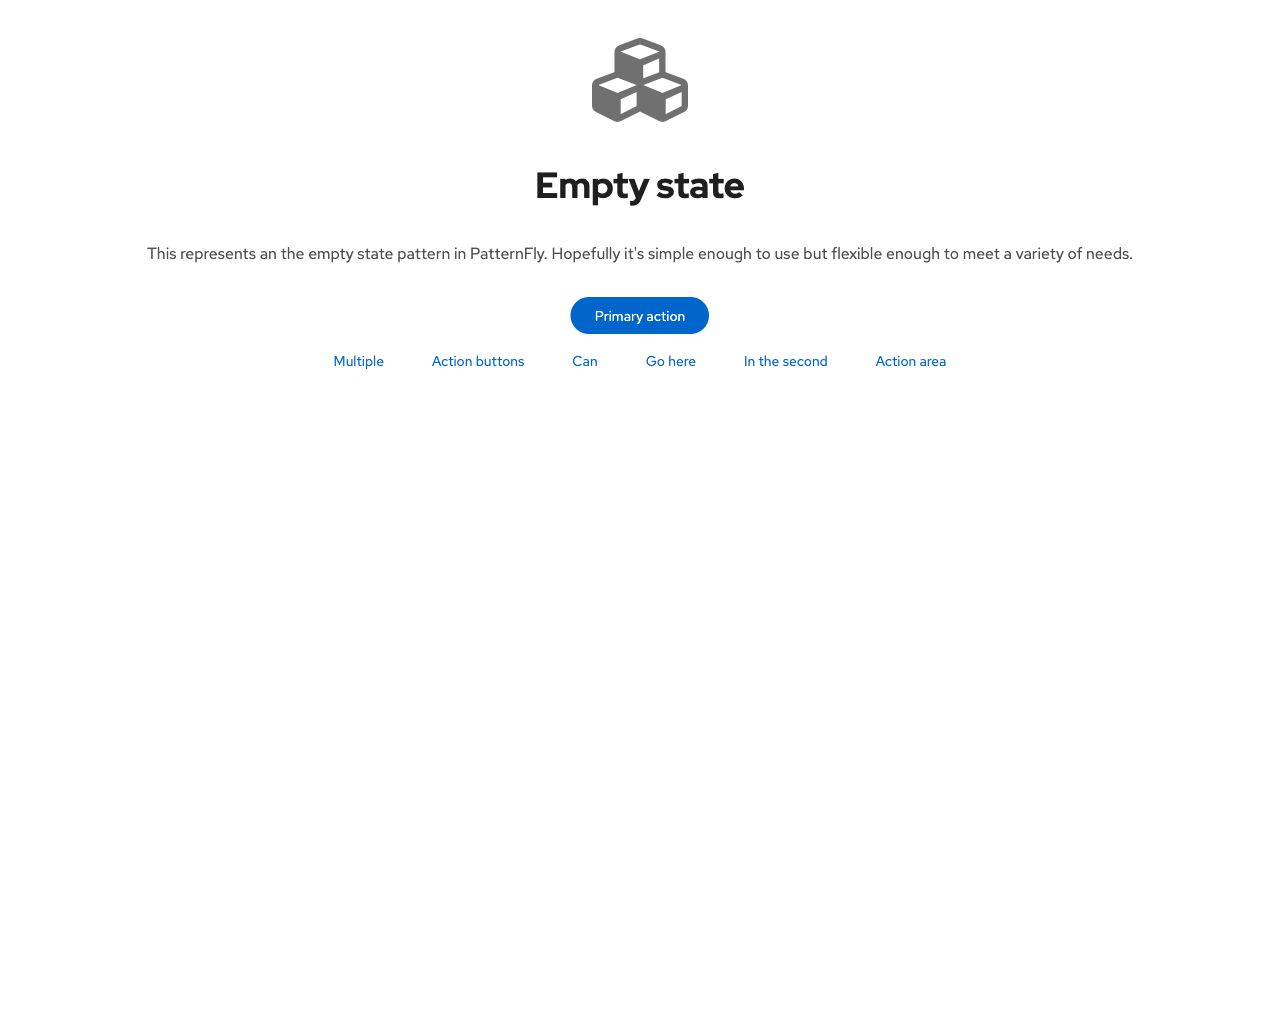 Empty state
This represents an the empty state pattern in PatternFly. Hopefully it's simple enough to use but flexible enough to meet a variety of needs.
Primary action
Multiple Action buttons Can Go here In the second Action area